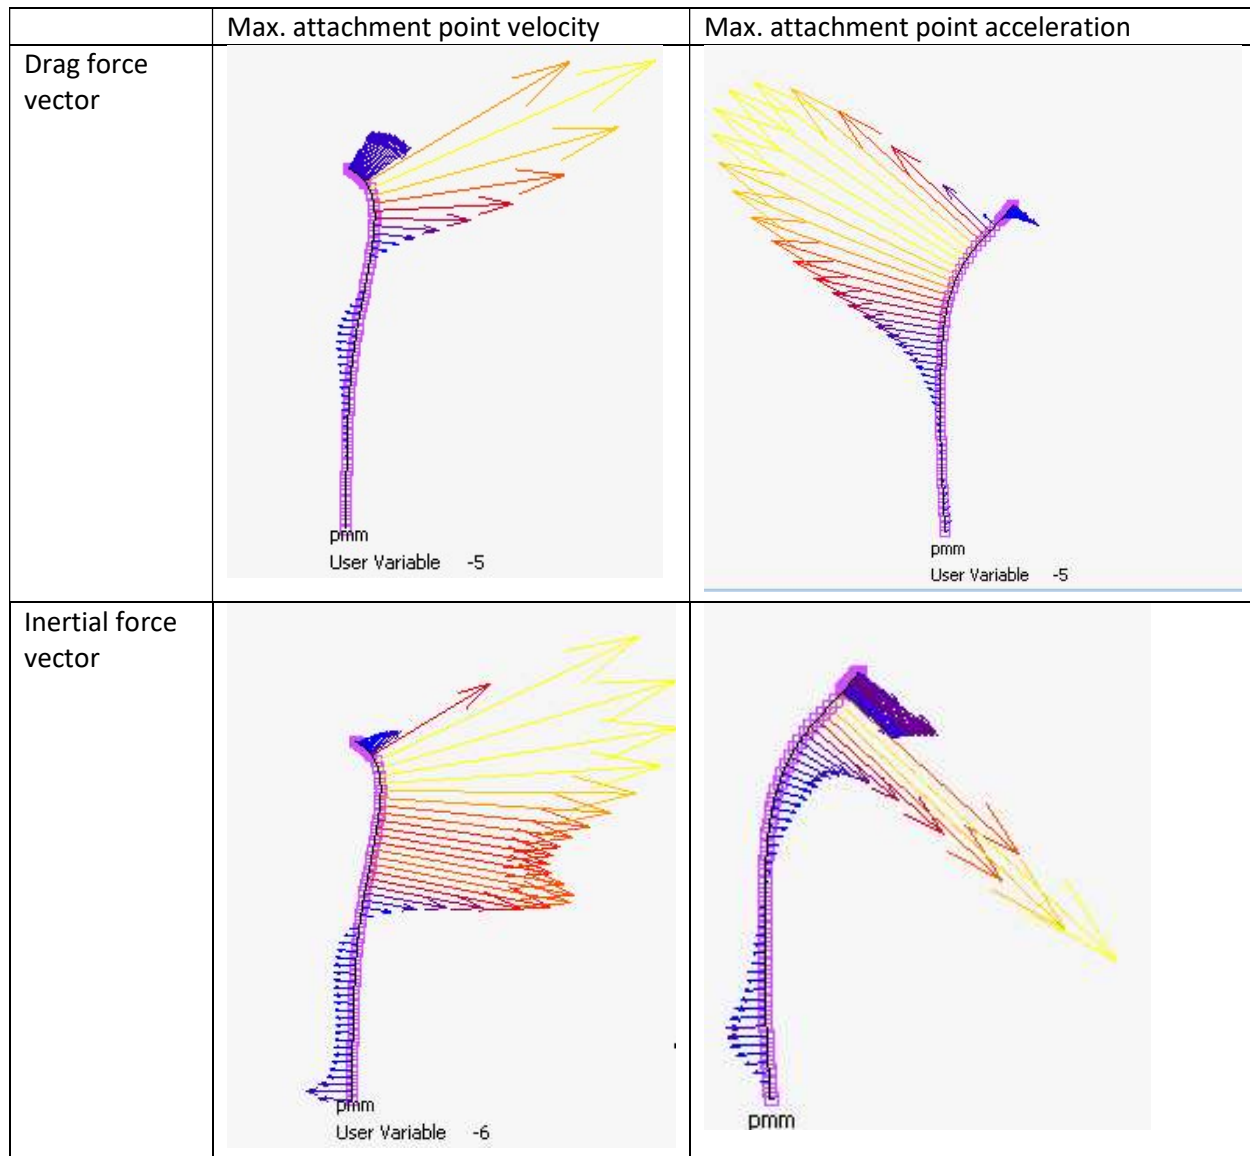 Max. attachment point velocity
Max. attachment point acceleration
Drag force
vector
pmm
User Variable -5
pmm
User Variable -5
Inertial force
vector
pmm
User Variable -6
pmm